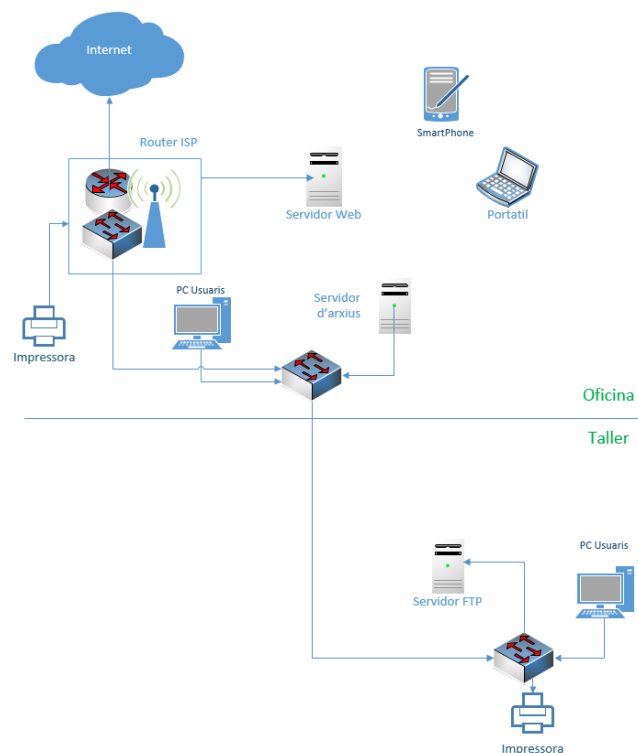 Internet
Router ISP
SmartPhone
Servidor Web
Portatil
PC Usuaris
Servidor
d'arxius
Impressora
Oficina
Taller
PC Usuaris
Servidor FTP
Impressora